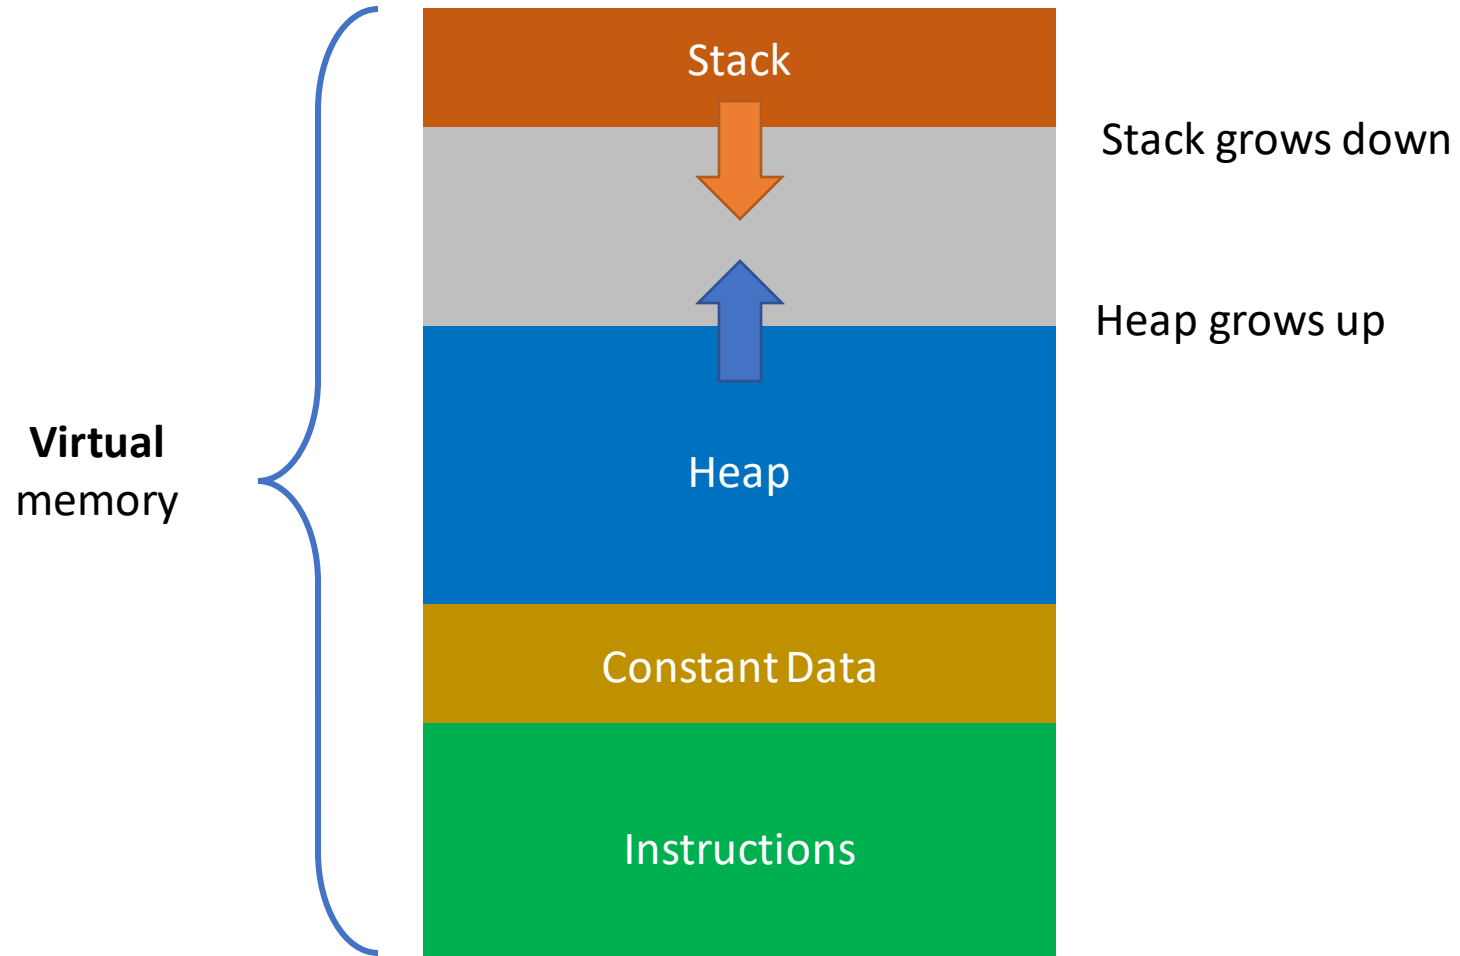 Stack
Stack grows down
Heap grows up
Virtual
memory
Heap
Constant Data
Instructions